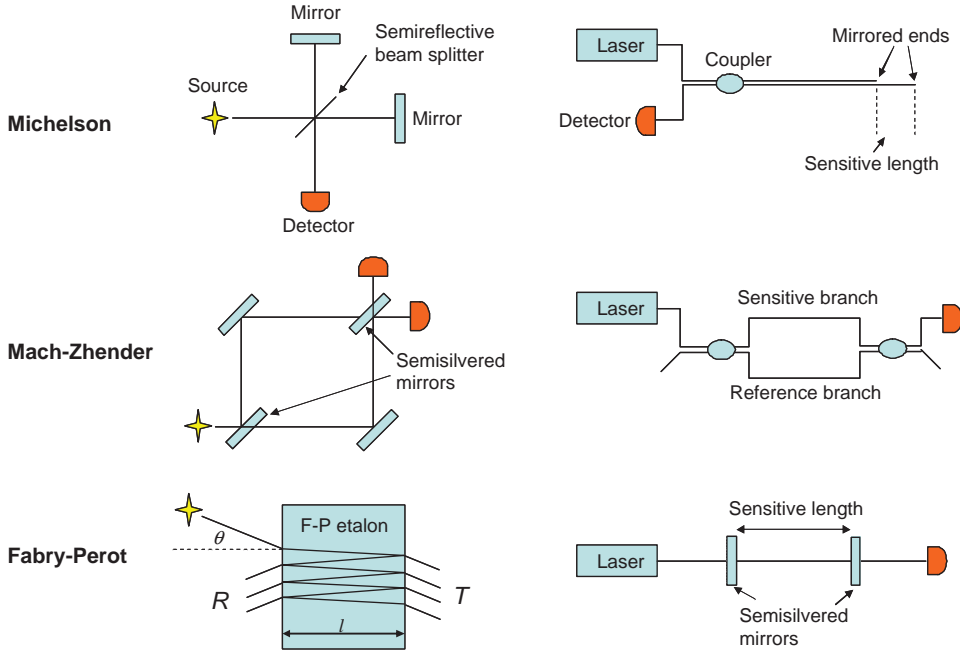 Michelson
Mirror
Semireflective
beam splitter
Source
Mirror
Detector
Laser
Coupler
Mirrored ends
Detector
Sensitive length
Mach-Zhender
Semisilvered
mirrors
Laser
Sensitive branch
Reference branch
Fabry-Perot
F-P etalon
θ
R
T
l
Sensitive length
Laser
Semisilvered
mirrors